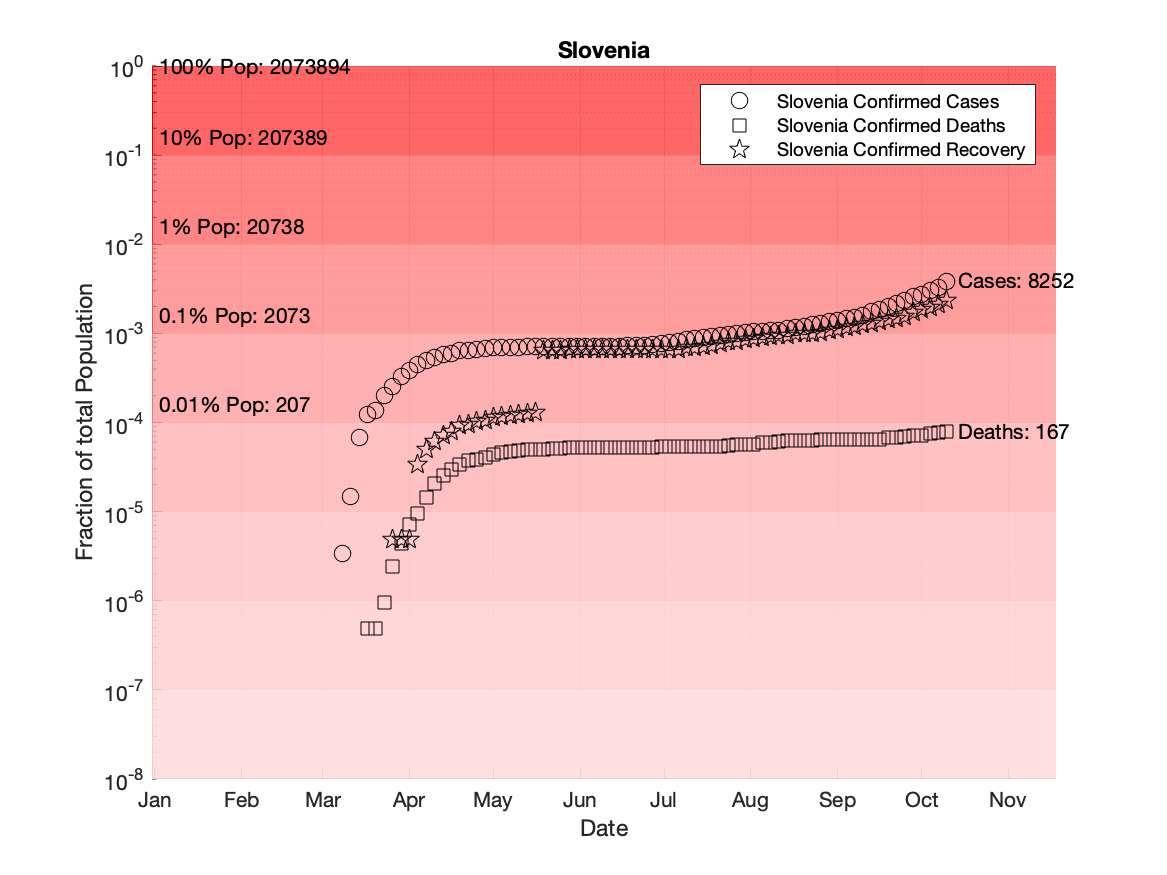 Slovenia
10^0
100% Pop: 2073894
Slovenia Confirmed Cases
Slovenia Confirmed Deaths
Slovenia Confirmed Recovery
10% Pop: 207389
10^-1
1% Pop: 20738
10^-2
Cases: 8252
0.1% Pop: 2073
10^-3
0.01% Pop: 207
10^-4
Deaths: 167
10^-5
10^-6
10^-7
10^-8
Fraction of total Population
Jan Feb Mar Apr May Jun Jul Aug Sep Oct Nov
Date